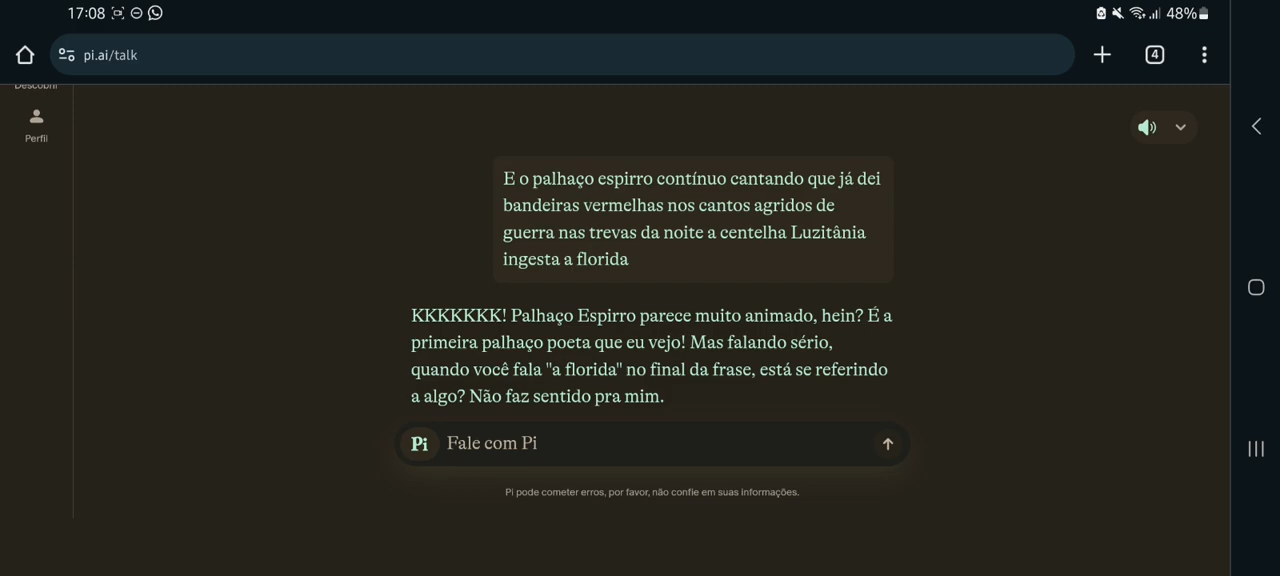 17:08
48%
pi.ai/talk
4
Descobrir
Perfil
E o palhaço espirro contínuo cantando que já dei
bandeiras vermelhas nos cantos agridos de
guerra nas trevas da noite a centelha Luzitânia
ingesta a florida
KKKKKKK! Palhaço Espirro parece muito animado, hein? É a
primeira palhaço poeta que eu vejo! Mas falando sério,
quando você fala "a florida" no final da frase, está se referindo
a algo? Não faz sentido pra mim.
Pi Fale com Pi
Pi pode cometer erros, por favor, não confie em suas informações.